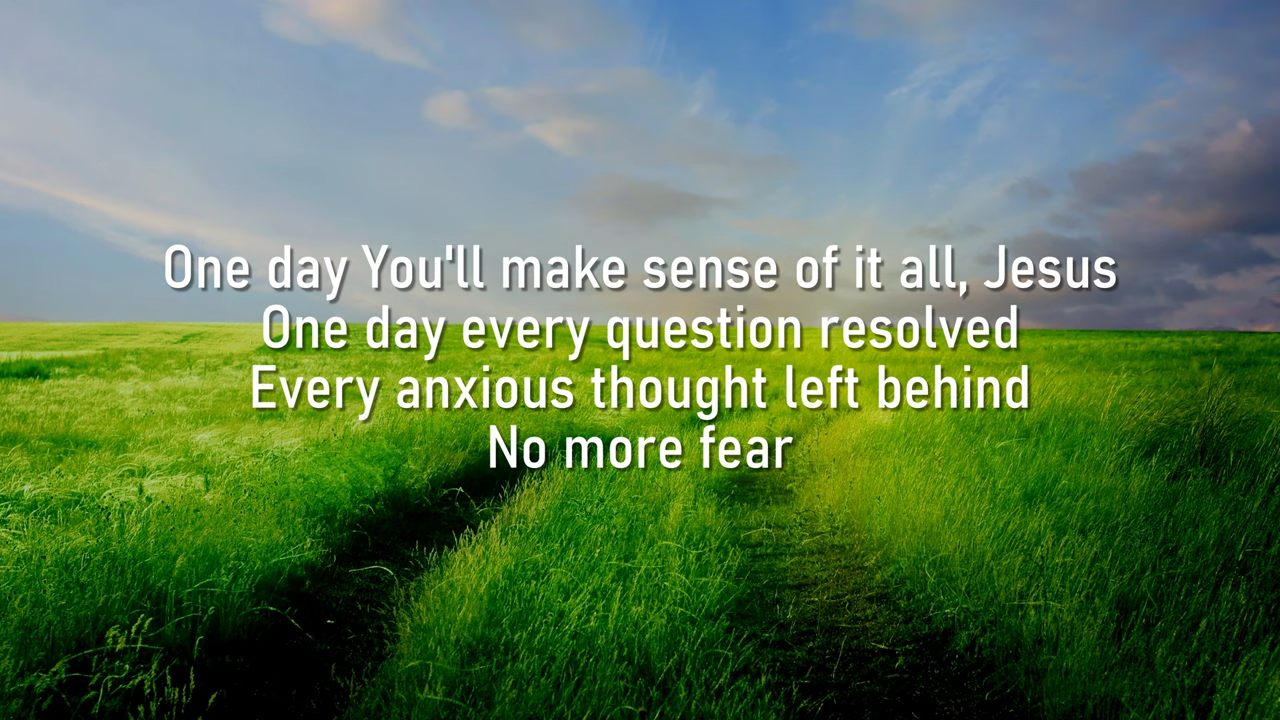 One day You'll make sense of it all, Jesus
One day every question resolved
Every anxious thought left behind
No more fear